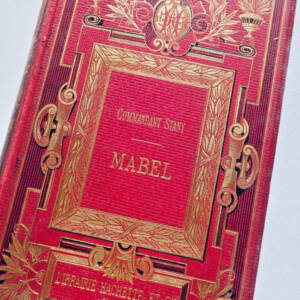 COMMANDANT STANY
MABEL
LIBRAIRIE HACHETTE ET C